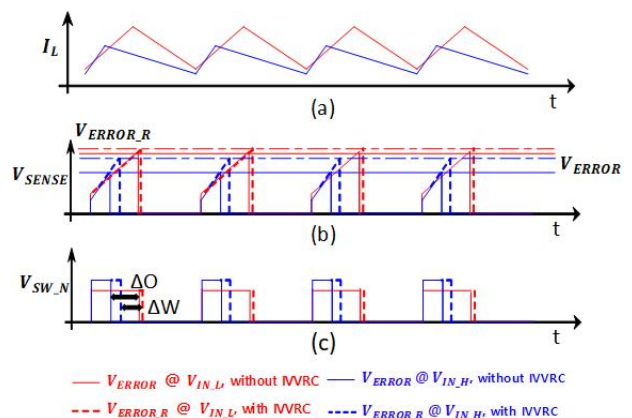 I_L
t
(a)
V_ERROR_R
V_SENSE
V_ERROR
t
(b)
V_SW_N
ΔO
ΔW
t
(c)
V_ERROR @ V_IN_L, without IVVRC
V_ERROR @ V_IN_H, without IVVRC
V_ERROR_R @ V_IN_L, with IVVRC
V_ERROR_R @ V_IN_H, with IVVRC